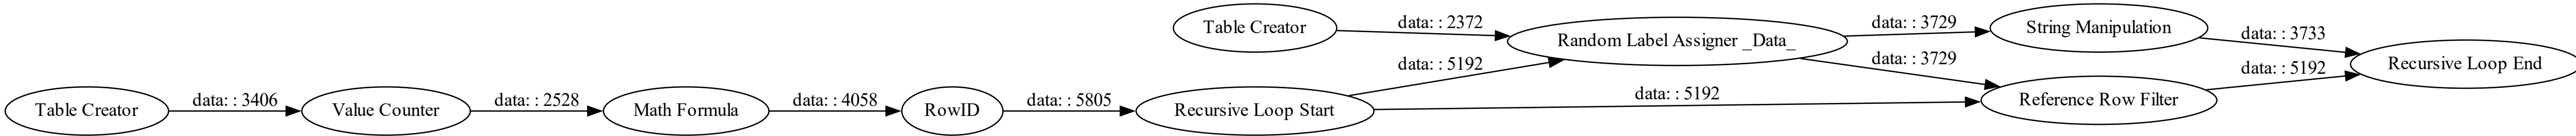 Table Creator
data: : 3406
Value Counter
data: : 2528
Math Formula
data: : 4058
RowID
data: : 5805
Recursive Loop Start
Table Creator
data: : 2372
data: : 5192
data: : 5192
Random Label Assigner _Data_
data: : 3729
data: : 3729
String Manipulation
Reference Row Filter
data: : 3733
data: : 5192
Recursive Loop End